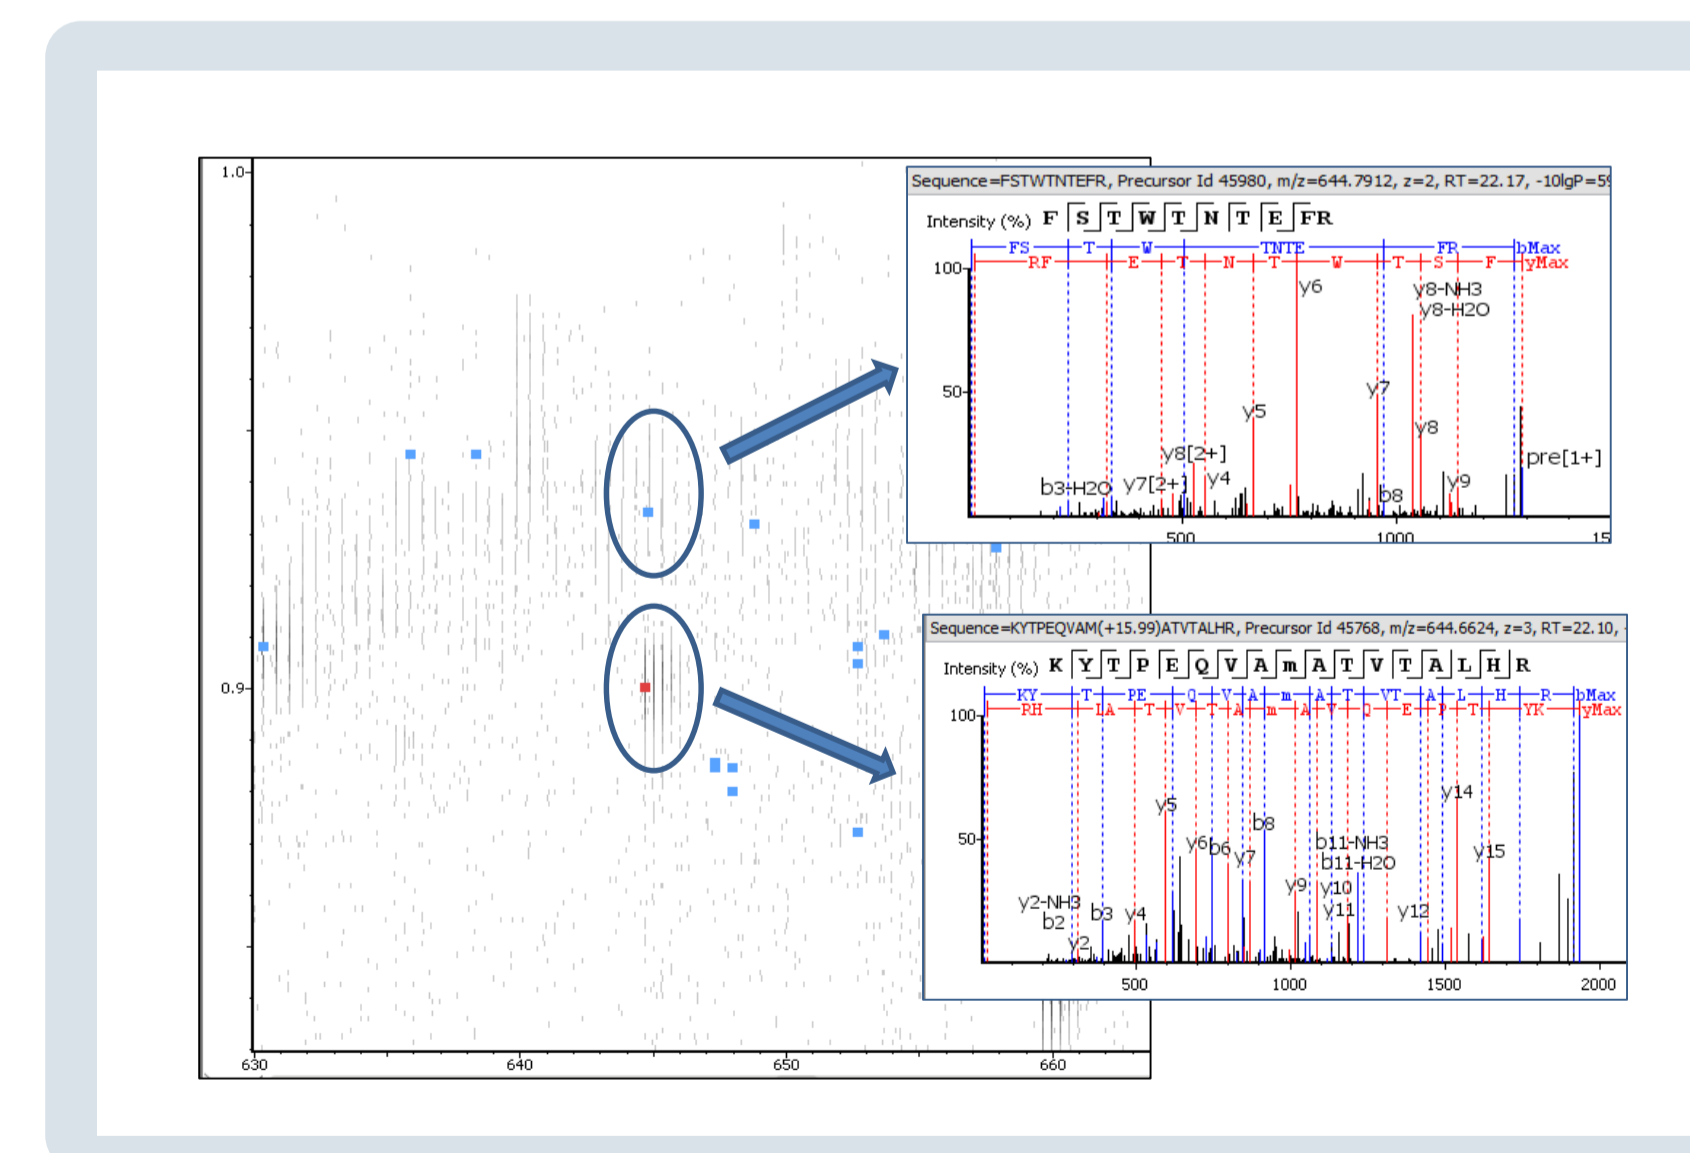 1.0
0.9
630 640 650 660
Sequence=FSTWTNTEFR, Precursor Id 45980, m/z=644.7912, z=2, RT=22.17, -10lgP=59
Intensity (%) F S T W T N T E FR
FS T W TNTE FR bMax
RF E T N T W T S F yMax
100
y6
y8-NH3
y8-H2O
50
y7
y5
y8
y8[2+]
pre[1+]
b3-H2O y7[2+] y4 b8 y9
500 1000 15
Sequence=KYTPEQVAM(+15.99)ATVTALHR, Precursor Id 45768, m/z=644.6624, z=3, RT=22.10,
Intensity (%) K Y T P E Q V A m A T V T A L H R
KY T PE Q V A m A T VT A L H R bMax
RH LA T V T A m A V Q E P T YK yMax
100
y14
y5
b8
50
y6 b6 y7 b11-NH3 y15
b11-H2O
y9 y10
y2-NH3 b3 y4 y11 y12
b2
y2
500 1000 1500 2000